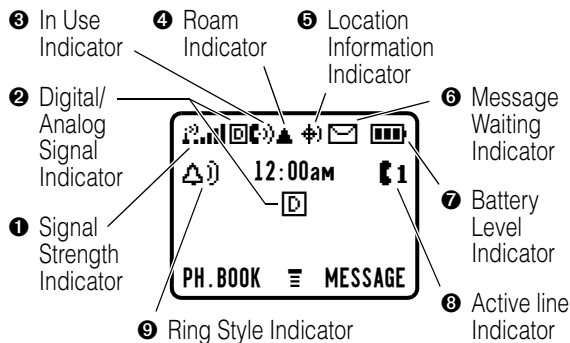 ❸ In Use
Indicator
❹ Roam
Indicator
❺ Location
Information
Indicator
❷ Digital/
Analog
Signal
Indicator
❻ Message
Waiting
Indicator
D
12:00AM
1
D
❶ Signal
Strength
Indicator
❼ Battery
Level
Indicator
PH.BOOK
MESSAGE
❽ Active line
Indicator
❾ Ring Style Indicator